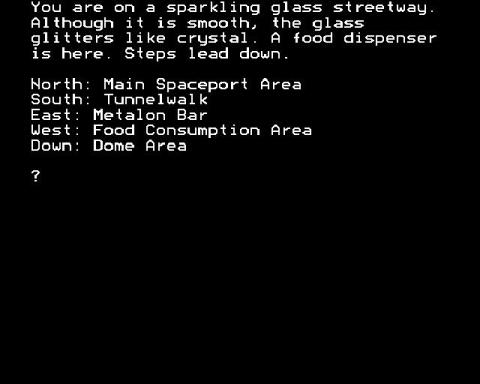 You are on a sparkling glass streetway.
Although it is smooth, the glass
glitters like crystal. A food dispenser
is here. Steps lead down.
North: Main Spaceport Area
South: Tunnelwalk
East: Metalon Bar
West: Food Consumption Area
Down: Dome Area
?